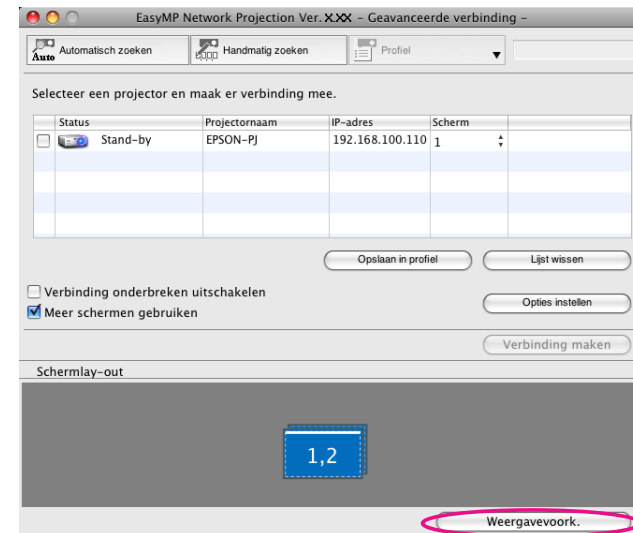 EasyMP Network Projection Ver. X.XX – Geavanceerde verbinding –
Auto Automatisch zoeken Handmatig zoeken Profiel
Selecteer een projector en maak er verbinding mee.
Status Projectornaam IP-adres Scherm
Stand-by EPSON-PJ 192.168.100.110 1
Opslaan in profiel Lijst wissen
Verbinding onderbreken uitschakelen
Opties instellen
Meer schermen gebruiken
Verbinding maken
Schermlay-out
1,2
Weergavevoork.